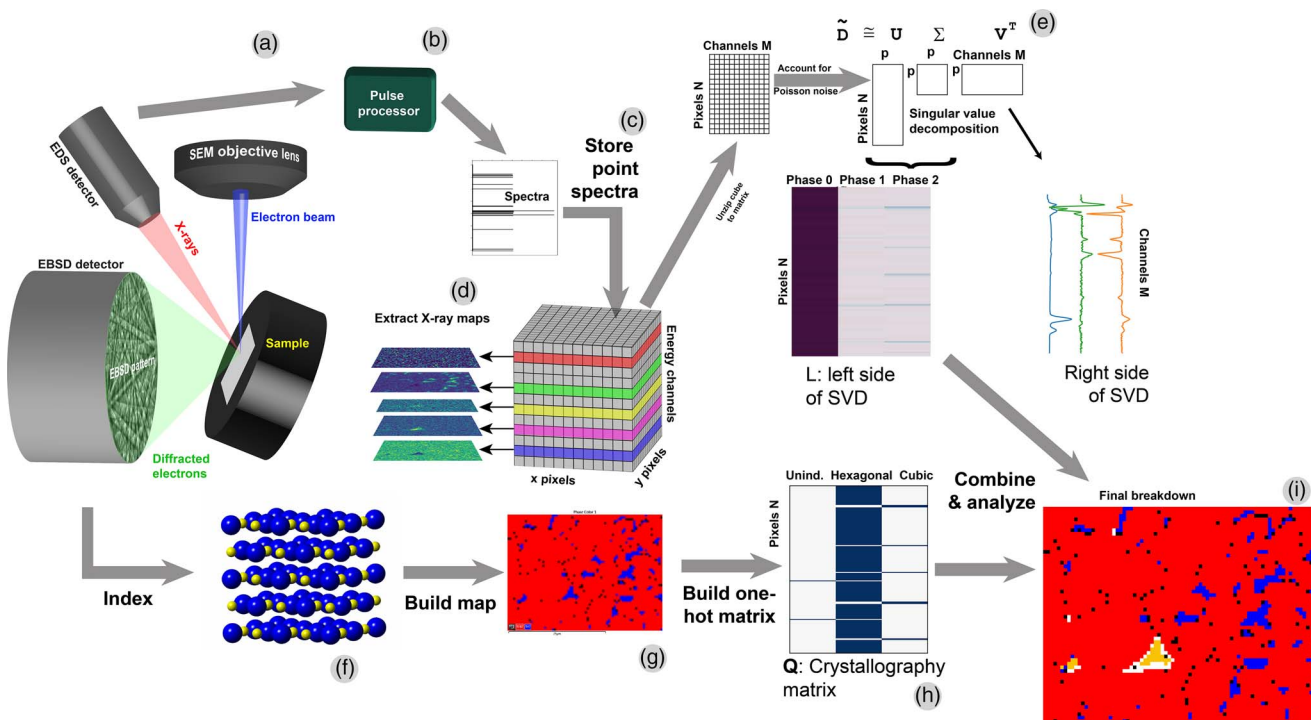 (a)
EDS detector
SEM objective lens
Electron beam
X-rays
EBSD detector
EBSD pattern
Sample
Diffracted
electrons
(b)
Pulse
processor
(c)
Store
point
spectra
Spectra
(d)
Extract X-ray maps
Energy channels
x pixels
y pixels
Unzip cube
to matrix
Channels M
Pixels N
Account for
Poisson noise
(e)
D̃ ≅ U Σ Vᵀ
p p Channels M
p p
Pixels N
Singular value
decomposition
Phase 0 Phase 1 Phase 2
Pixels N
L: left side
of SVD
Channels M
Right side
of SVD
Index
(f)
Build map
(g)
Build one-
hot matrix
Unind. Hexagonal Cubic
Pixels N
Q: Crystallography
matrix
(h)
Combine
& analyze
(i)
Final breakdown